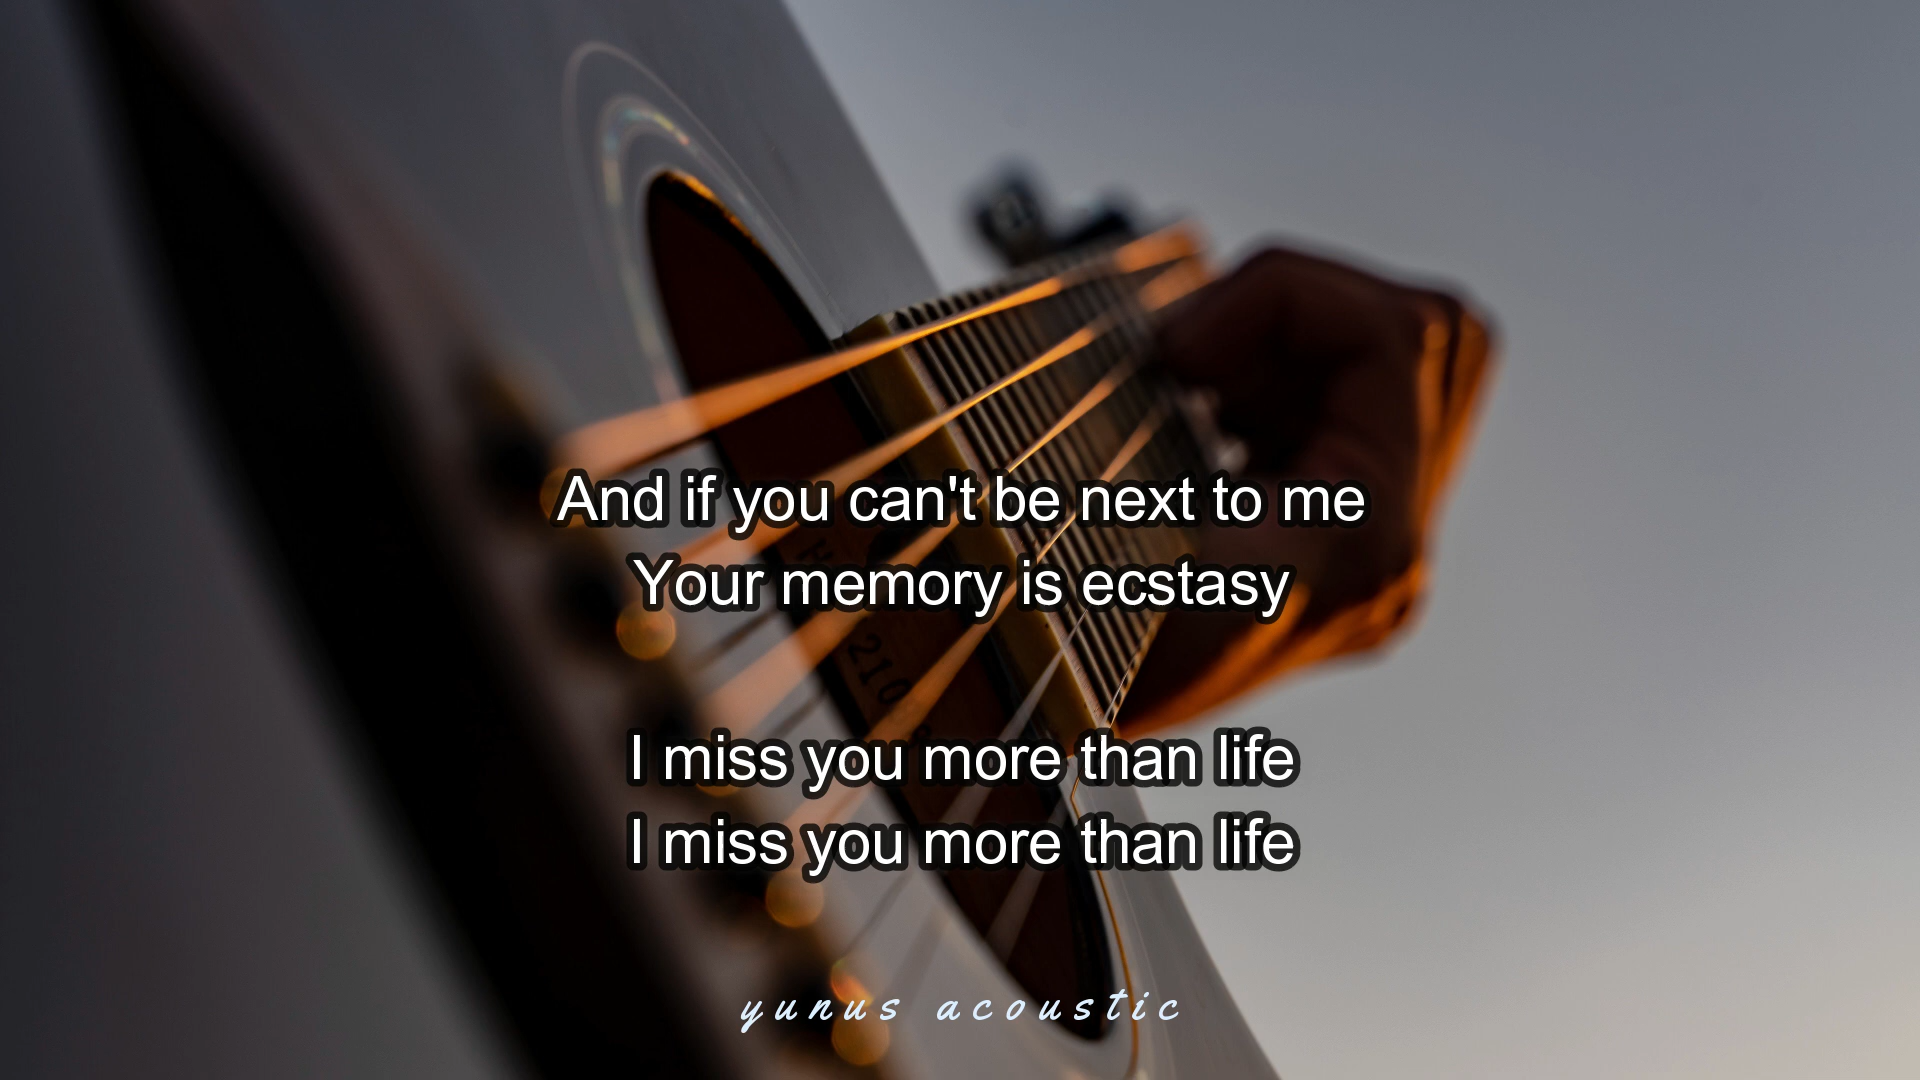 And if you can't be next to me
Your memory is ecstasy
I miss you more than life
I miss you more than life
yunus acoustic